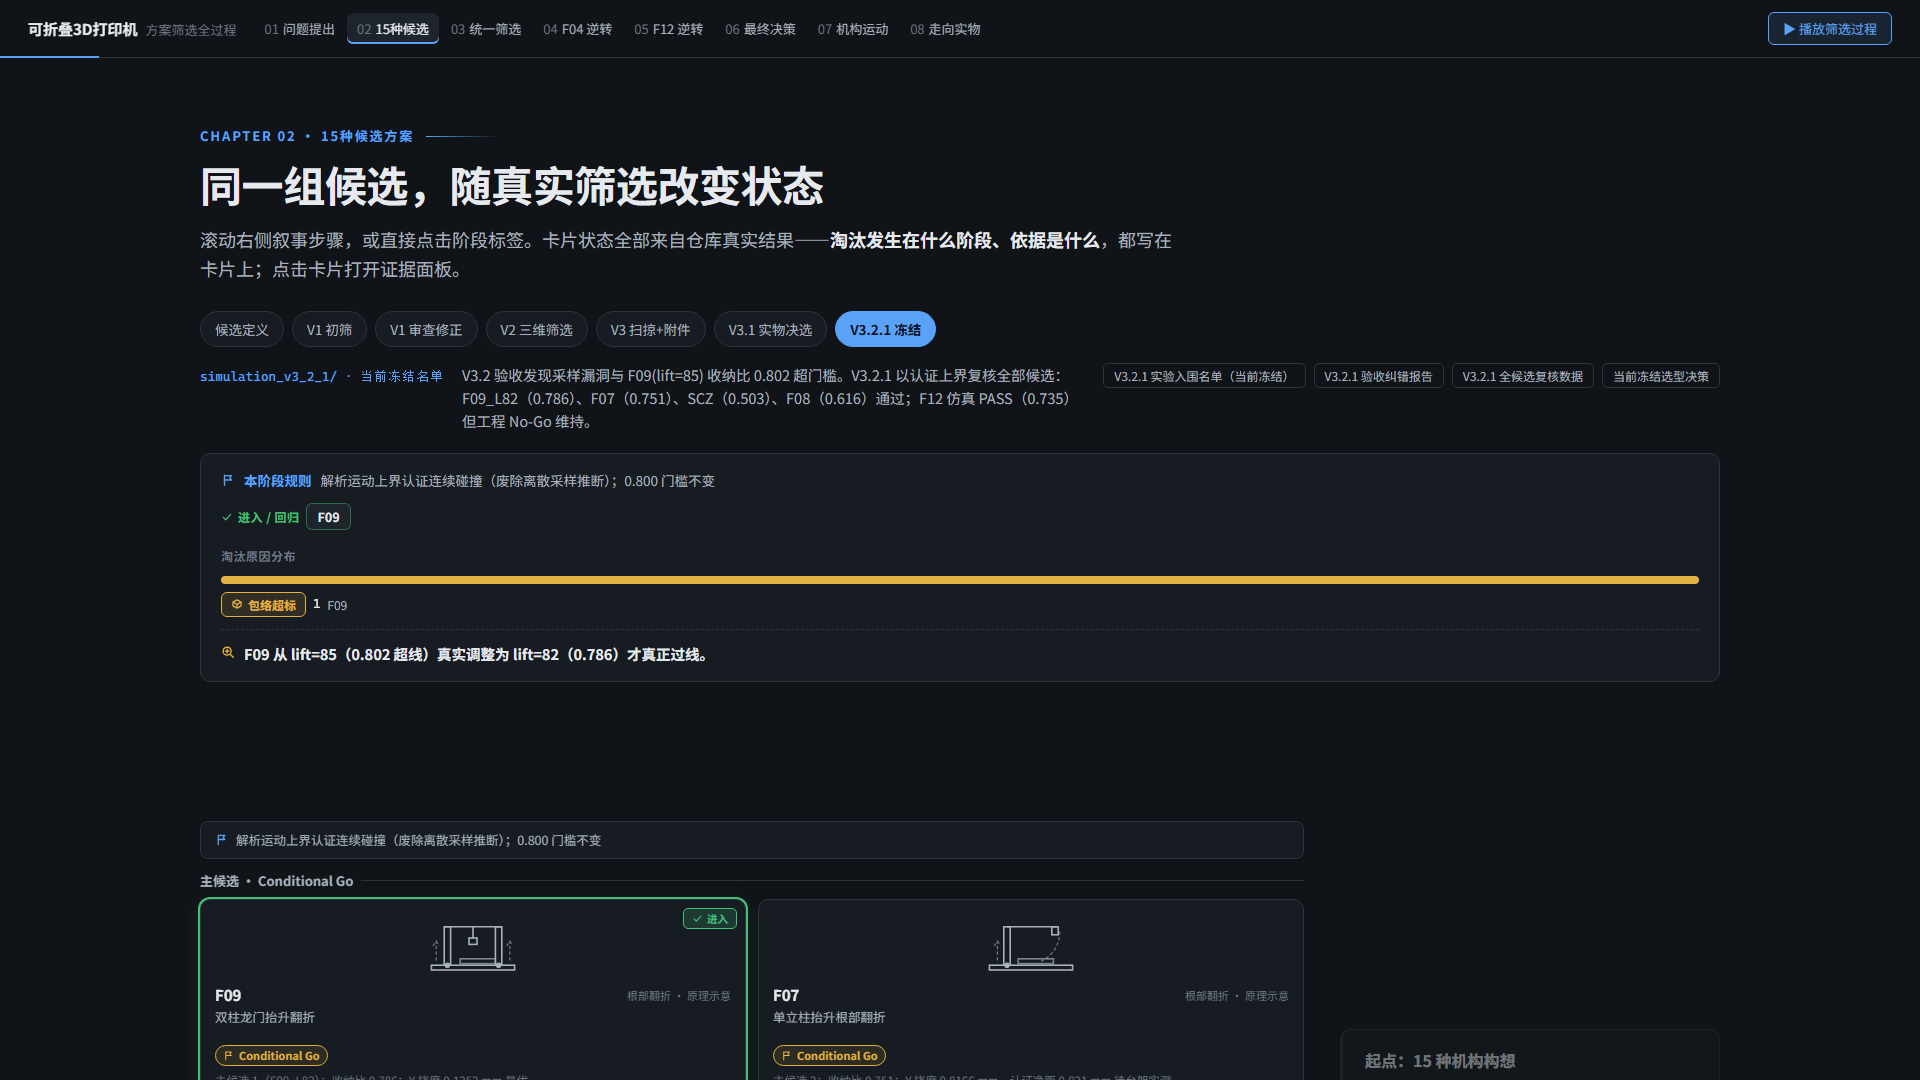 可折叠3D打印机 方案筛选全过程 01 问题提出 02 15种候选 03 统一筛选 04 F04 逆转 05 F12 逆转 06 最终决策 07 机构运动 08 走向实物 ▶ 播放筛选过程
CHAPTER 02 · 15种候选方案
同一组候选，随真实筛选改变状态
滚动右侧叙事步骤，或直接点击阶段标签。卡片状态全部来自仓库真实结果——淘汰发生在什么阶段、依据是什么，都写在
卡片上；点击卡片打开证据面板。
候选定义 V1 初筛 V1 审查修正 V2 三维筛选 V3 扫掠+附件 V3.1 实物决选 V3.2.1 冻结
simulation_v3_2_1/ · 当前冻结名单
V3.2 验收发现采样漏洞与 F09(lift=85) 收纳比 0.802 超门槛。V3.2.1 以认证上界复核全部候选：
F09_L82（0.786）、F07（0.751）、SCZ（0.503）、F08（0.616）通过；F12 仿真 PASS（0.735）
但工程 No-Go 维持。
V3.2.1 实验入围名单（当前冻结） V3.2.1 验收纠错报告 V3.2.1 全候选复核数据 当前冻结选型决策
本阶段规则 解析运动上界认证连续碰撞（废除离散采样推断）；0.800 门槛不变
进入 / 回归 F09
淘汰原因分布
包络超标 1 F09
F09 从 lift=85（0.802 超线）真实调整为 lift=82（0.786）才真正过线。
解析运动上界认证连续碰撞（废除离散采样推断）；0.800 门槛不变
主候选 · Conditional Go
进入
F09 根部翻折 · 原理示意
双柱龙门抬升翻折
Conditional Go
F07 根部翻折 · 原理示意
单立柱抬升根部翻折
Conditional Go
起点：15 种机构构想